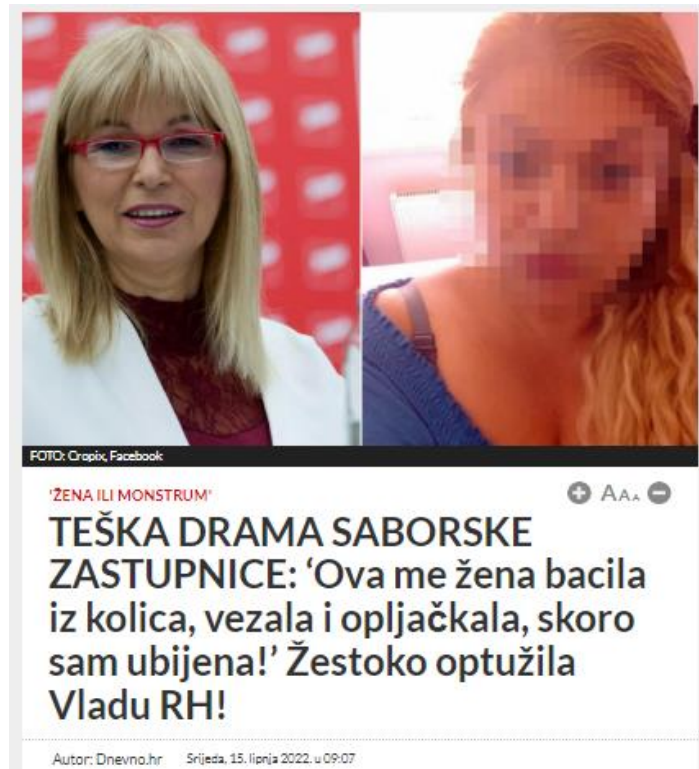 FOTO: Cropix, Facebook
'ŽENA ILI MONSTRUM'
AAA
TEŠKA DRAMA SABORSKE
ZASTUPNICE: ‘Ova me žena bacila
iz kolica, vezala i opljačkala, skoro
sam ubijena!’ Žestoko optužila
Vladu RH!
Autor: Dnevno.hr Srijeda, 15. lipnja 2022. u 09:07